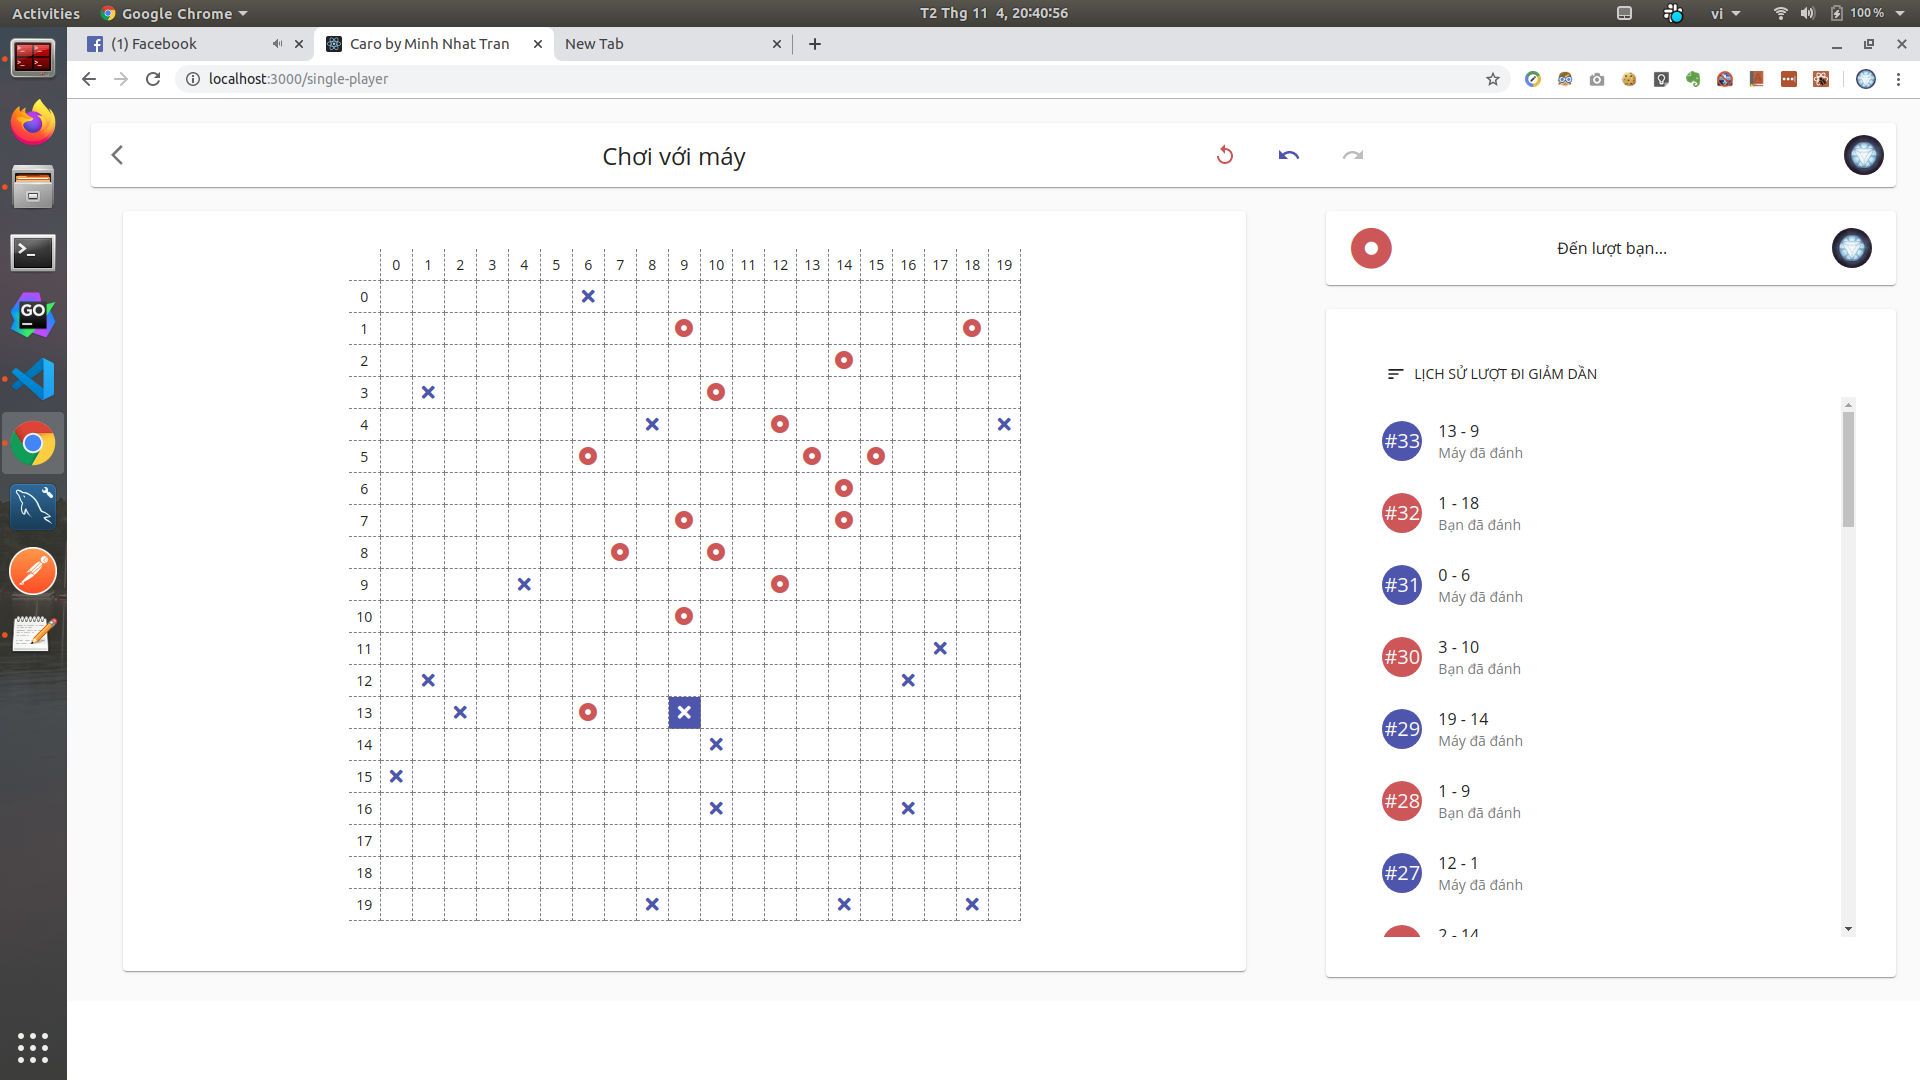 Activities
Google Chrome
T2 Thg 11 4, 20:40:56
vi
100 %
(1) Facebook
Caro by Minh Nhat Tran
New Tab
localhost:3000/single-player
Chơi với máy
Đến lượt bạn...
0 1 2 3 4 5 6 7 8 9 10 11 12 13 14 15 16 17 18 19
0
1
2
3
4
5
6
7
8
9
10
11
12
13
14
15
16
17
18
19
LỊCH SỬ LƯỢT ĐI GIẢM DẦN
#33 13 - 9
Máy đã đánh
#32 1 - 18
Bạn đã đánh
#31 0 - 6
Máy đã đánh
#30 3 - 10
Bạn đã đánh
#29 19 - 14
Máy đã đánh
#28 1 - 9
Bạn đã đánh
#27 12 - 1
Máy đã đánh
2 - 14
GO